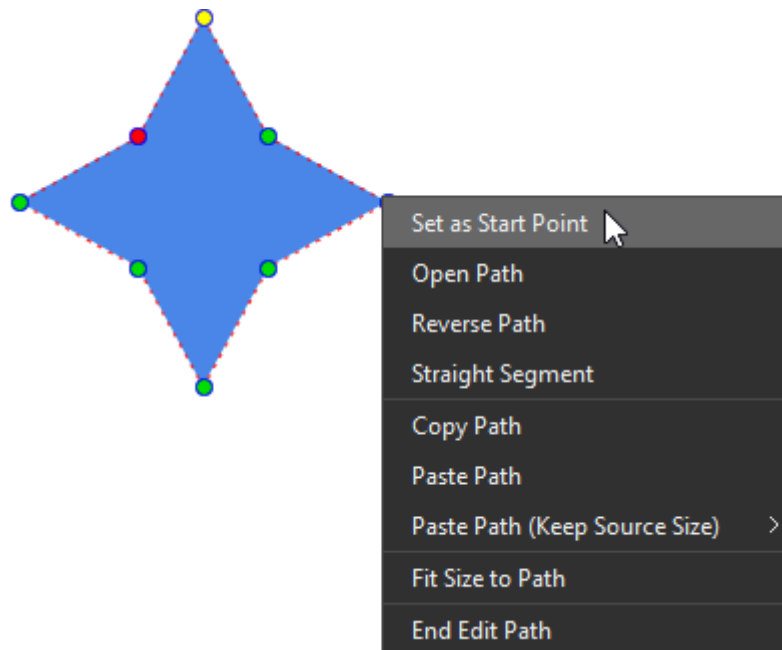 Set as Start Point
Open Path
Reverse Path
Straight Segment
Copy Path
Paste Path
Paste Path (Keep Source Size)
Fit Size to Path
End Edit Path